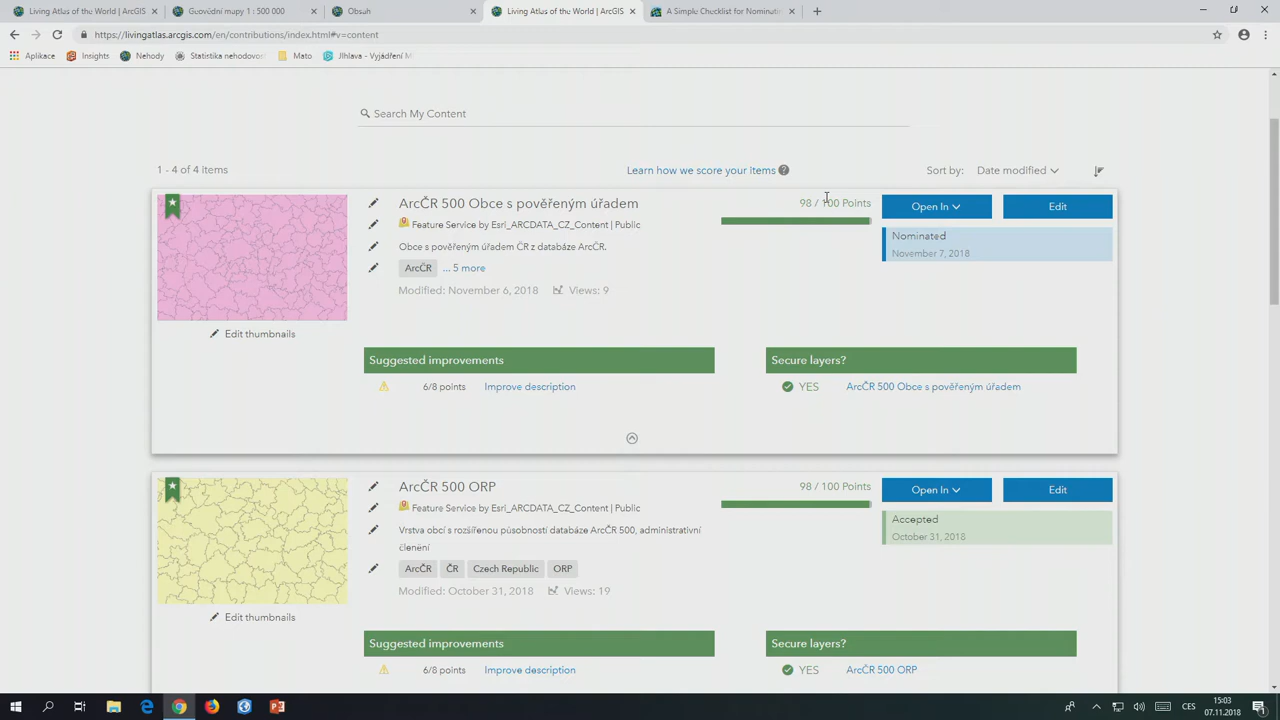 Living Atlas of the World | ArcGIS
Geovědní mapy 1 : 500 000
Obsah
Living Atlas of the World | ArcGIS
A Simple Checklist for Nominatin
https://livingatlas.arcgis.com/en/contributions/index.html#v=content
Aplikace
Insights
Nehody
Statistika nehodovos
Mato
Jihlava - Vyjádření M
Search My Content
1 - 4 of 4 items
Learn how we score your items
Sort by: Date modified
ArcČR 500 Obce s pověřeným úřadem
98 / 100 Points
Open In
Edit
Feature Service by Esri_ARCDATA_CZ_Content | Public
Nominated
November 7, 2018
Obce s pověřeným úřadem ČR z databáze ArcČR.
ArcČR ... 5 more
Modified: November 6, 2018 Views: 9
Edit thumbnails
Suggested improvements
Secure layers?
6/8 points Improve description
YES ArcČR 500 Obce s pověřeným úřadem
ArcČR 500 ORP
98 / 100 Points
Open In
Edit
Feature Service by Esri_ARCDATA_CZ_Content | Public
Accepted
October 31, 2018
Vrstva obcí s rozšířenou působností databáze ArcČR 500, administrativní
členění
ArcČR ČR Czech Republic ORP
Modified: October 31, 2018 Views: 19
Edit thumbnails
Suggested improvements
Secure layers?
6/8 points Improve description
YES ArcČR 500 ORP
CES
15:03
07.11.2018